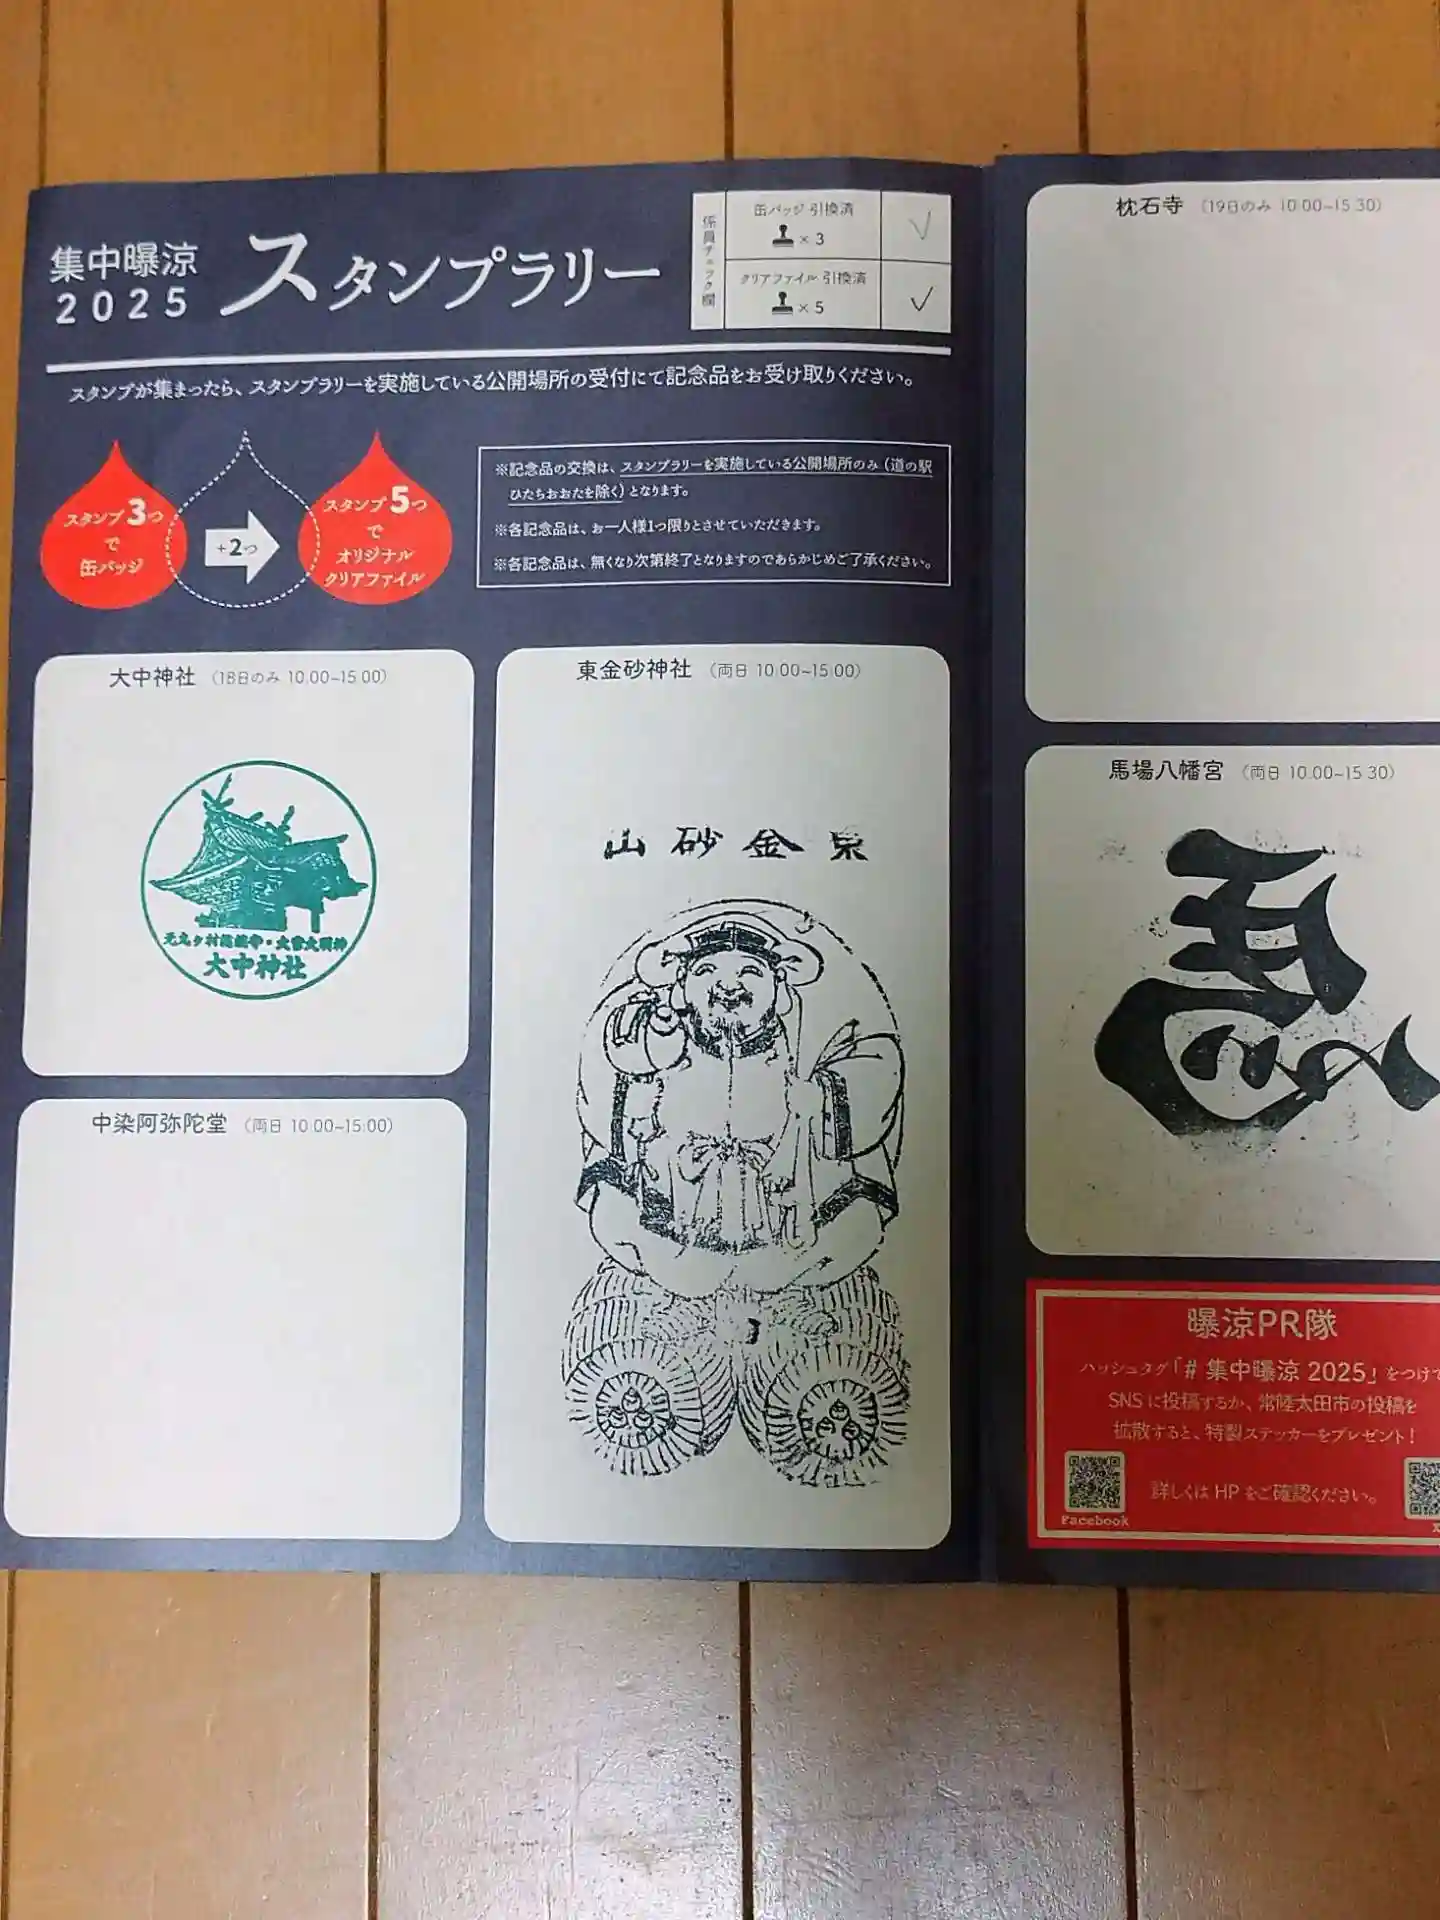 集中曝涼
2025
スタンプラリー
係員チェック欄
缶バッジ 引換済
× 3
クリアファイル 引換済
× 5
スタンプが集まったら、スタンプラリーを実施している公開場所の受付にて記念品をお受け取りください。
スタンプ3つ
で
缶バッジ
+2つ
スタンプ5つ
で
オリジナル
クリアファイル
※記念品の交換は、スタンプラリーを実施している公開場所のみ(道の駅
ひたちおおたを除く)となります。
※各記念品は、お一人様1つ限りとさせていただきます。
※各記念品は、無くなり次第終了となりますのであらかじめご了承ください。
大中神社 (18日のみ 10:00~15:00)
大中神社
東金砂神社 (両日 10:00~15:00)
山砂金東
中染阿弥陀堂 (両日 10:00~15:00)
枕石寺 (19日のみ 10:00~15:30)
馬場八幡宮 (両日 10:00~15:30)
馬
曝涼PR隊
ハッシュタグ「# 集中曝涼 2025」をつけて
SNS に投稿するか、常陸太田市の投稿を
拡散すると、特製ステッカーをプレゼント!
詳しくは HP をご確認ください。
Facebook
X